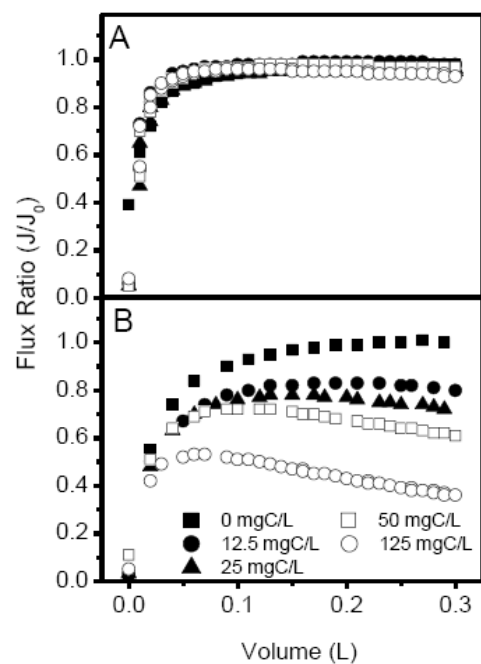 A
1.0
0.8
0.6
0.4
0.2
0.0
Flux Ratio (J/J₀)
B
1.0
0.8
0.6
0.4
0.2
0.0
0 mgC/L
50 mgC/L
12.5 mgC/L
125 mgC/L
25 mgC/L
0.0 0.1 0.2 0.3
Volume (L)